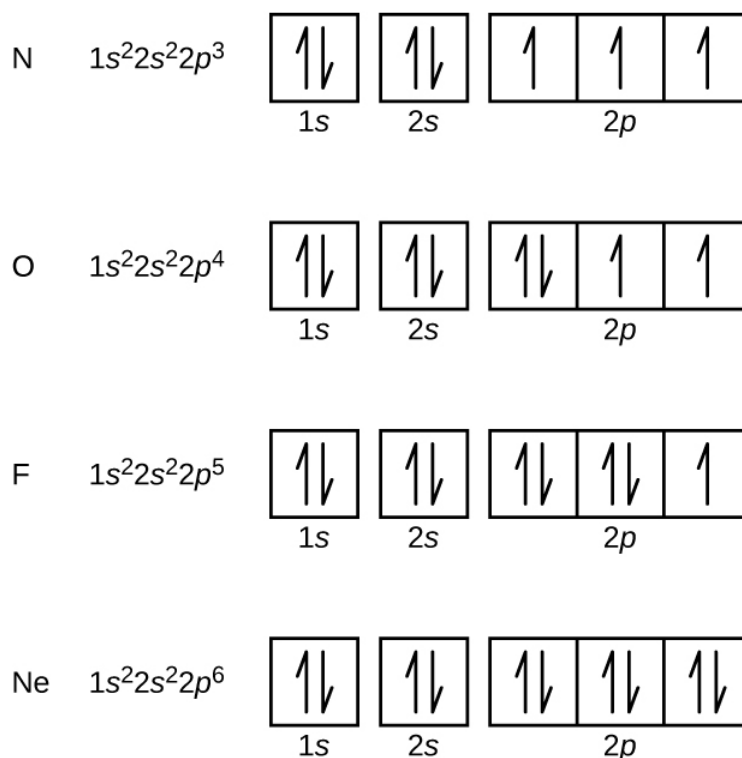 N 1s²2s²2p³
1s 2s 2p
O 1s²2s²2p⁴
1s 2s 2p
F 1s²2s²2p⁵
1s 2s 2p
Ne 1s²2s²2p⁶
1s 2s 2p